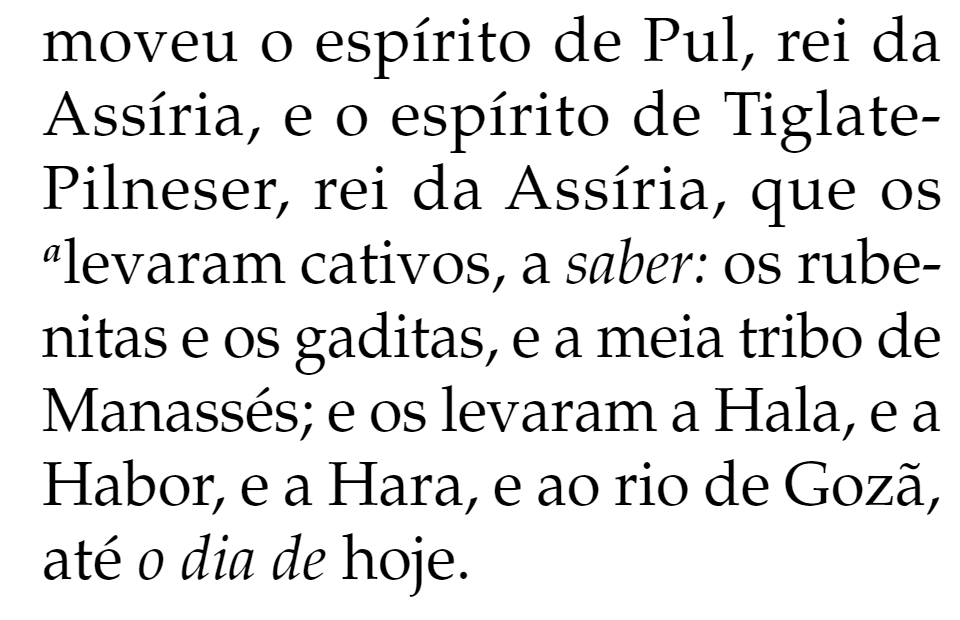 moveu o espírito de Pul, rei da
Assíria, e o espírito de Tiglate-
Pilneser, rei da Assíria, que os
ᵃlevaram cativos, a saber: os rube-
nitas e os gaditas, e a meia tribo de
Manassés; e os levaram a Hala, e a
Habor, e a Hara, e ao rio de Gozã,
até o dia de hoje.